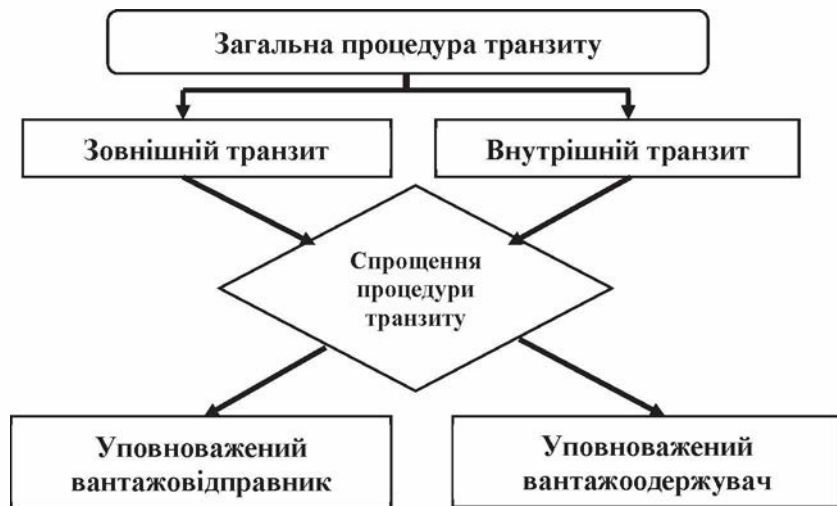 Загальна процедура транзиту
Зовнішній транзит
Внутрішній транзит
Спрощення
процедури
транзиту
Уповноважений
вантажовідправник
Уповноважений
вантажоодержувач